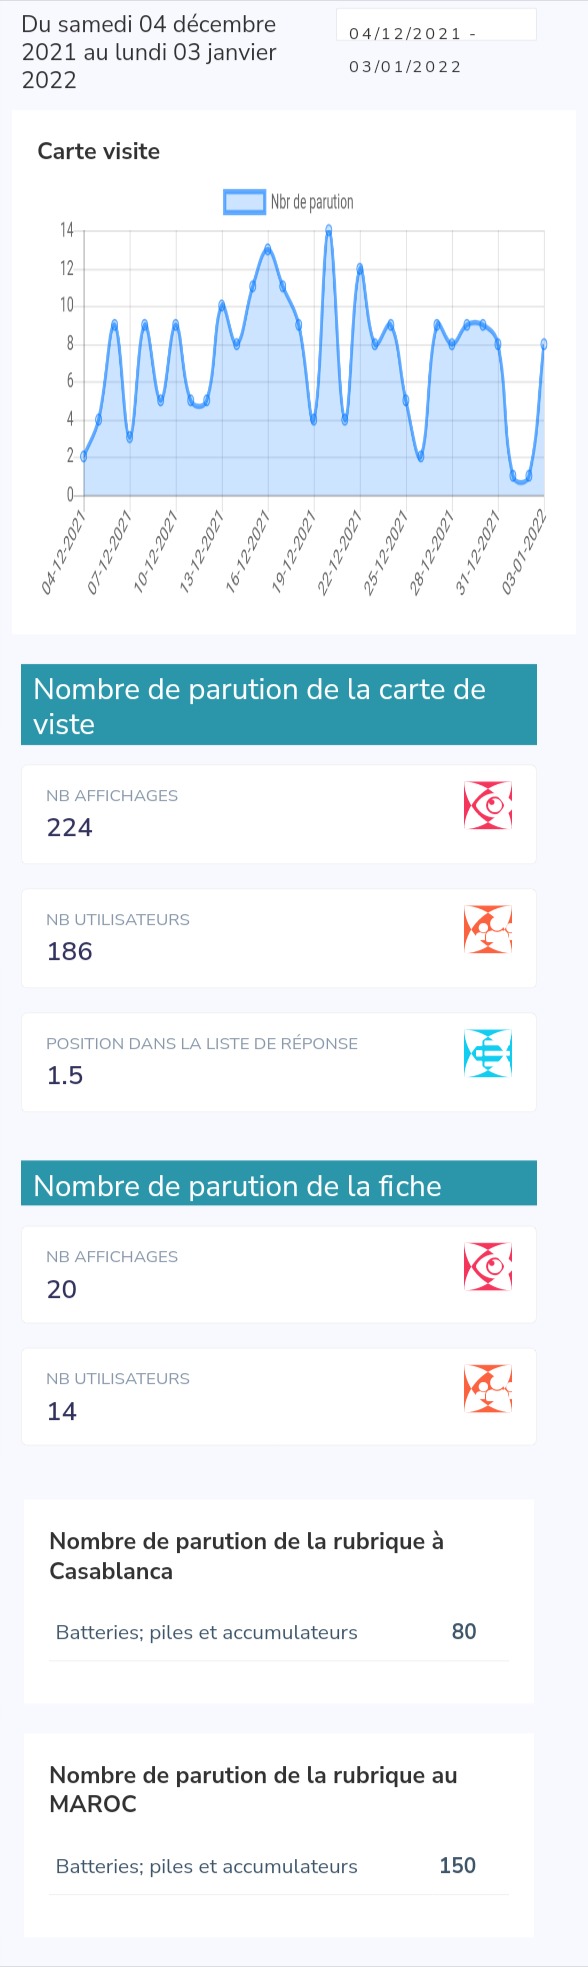 Du samedi 04 décembre
2021 au lundi 03 janvier
2022
04/12/2021 -
03/01/2022
Carte visite
Nbr de parution
14
12
10
8
6
4
2
0
04-12-2021
07-12-2021
10-12-2021
13-12-2021
16-12-2021
19-12-2021
22-12-2021
25-12-2021
28-12-2021
31-12-2021
03-01-2022
Nombre de parution de la carte de
viste
NB AFFICHAGES
224
NB UTILISATEURS
186
POSITION DANS LA LISTE DE RÉPONSE
1.5
Nombre de parution de la fiche
NB AFFICHAGES
20
NB UTILISATEURS
14
Nombre de parution de la rubrique à
Casablanca
Batteries; piles et accumulateurs 80
Nombre de parution de la rubrique au
MAROC
Batteries; piles et accumulateurs 150